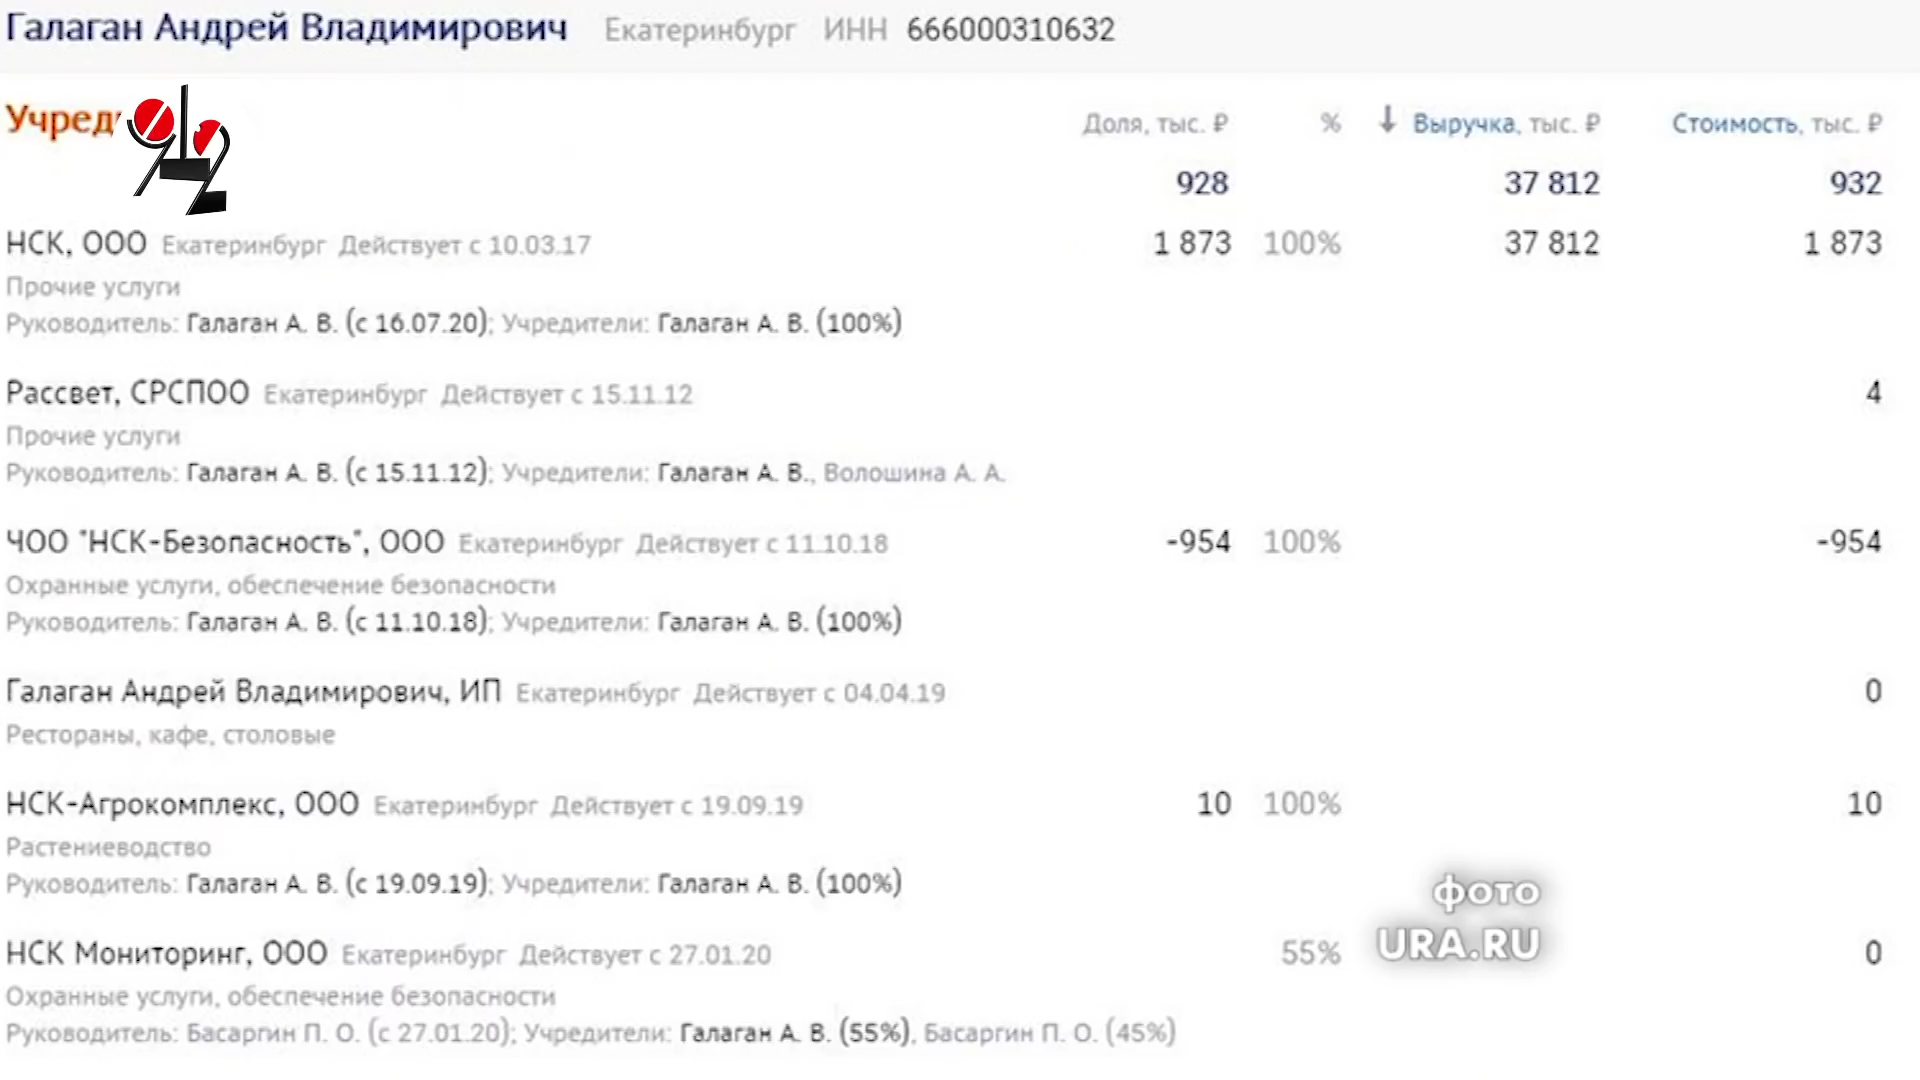 Галаган Андрей Владимирович Екатеринбург ИНН 666000310632
Доля, тыс. ₽ % ↓ Выручка, тыс. ₽ Стоимость, тыс. ₽
928 37 812 932
НСК, ООО Екатеринбург Действует с 10.03.17 1 873 100% 37 812 1 873
Прочие услуги
Руководитель: Галаган А. В. (с 16.07.20); Учредители: Галаган А. В. (100%)
Рассвет, СРСПОО Екатеринбург Действует с 15.11.12 4
Прочие услуги
Руководитель: Галаган А. В. (с 15.11.12); Учредители: Галаган А. В., Волошина А. А.
ЧОО "НСК-Безопасность", ООО Екатеринбург Действует с 11.10.18 -954 100% -954
Охранные услуги, обеспечение безопасности
Руководитель: Галаган А. В. (с 11.10.18); Учредители: Галаган А. В. (100%)
Галаган Андрей Владимирович, ИП Екатеринбург Действует с 04.04.19 0
Рестораны, кафе, столовые
НСК-Агрокомплекс, ООО Екатеринбург Действует с 19.09.19 10 100% 10
Растениеводство
Руководитель: Галаган А. В. (с 19.09.19); Учредители: Галаган А. В. (100%)
фото
URA.RU
НСК Мониторинг, ООО Екатеринбург Действует с 27.01.20 55% 0
Охранные услуги, обеспечение безопасности
Руководитель: Басаргин П. О. (с 27.01.20); Учредители: Галаган А. В. (55%), Басаргин П. О. (45%)